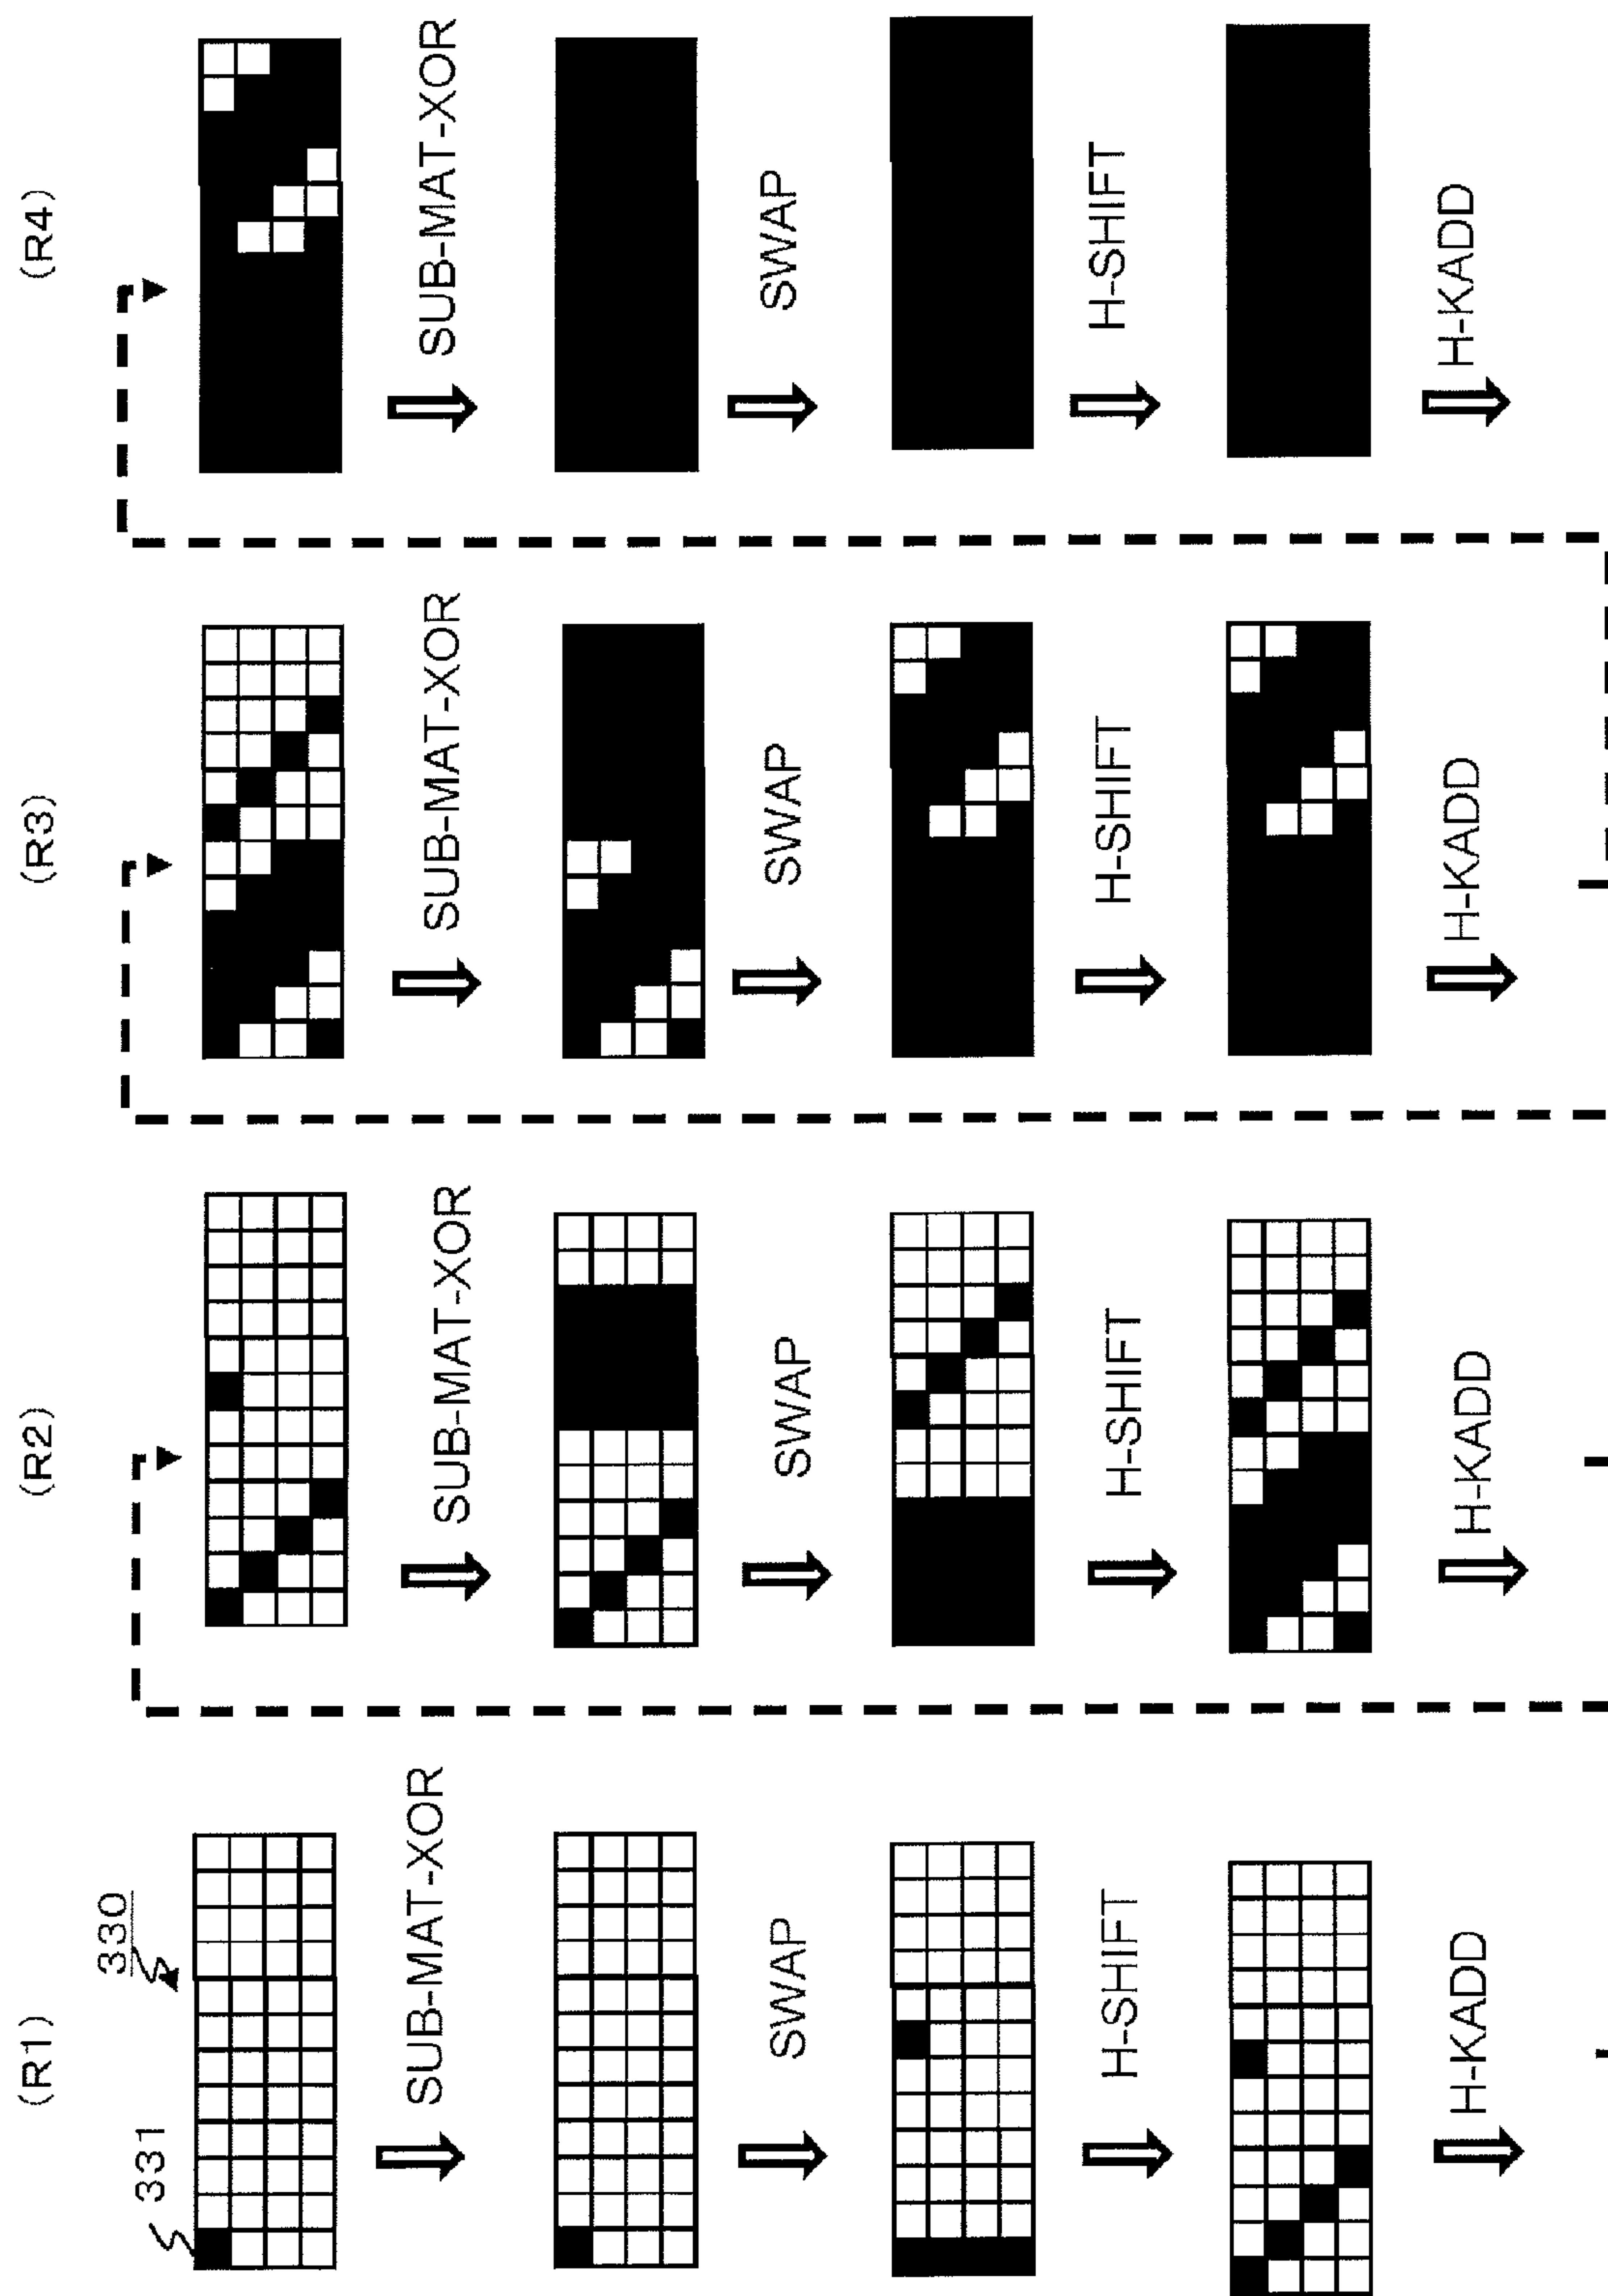 (R1)
331
330
SUB-MAT-XOR
SWAP
H-SHIFT
H-KADD
(R2)
SUB-MAT-XOR
SWAP
H-SHIFT
H-KADD
(R3)
SUB-MAT-XOR
SWAP
H-SHIFT
H-KADD
(R4)
SUB-MAT-XOR
SWAP
H-SHIFT
H-KADD